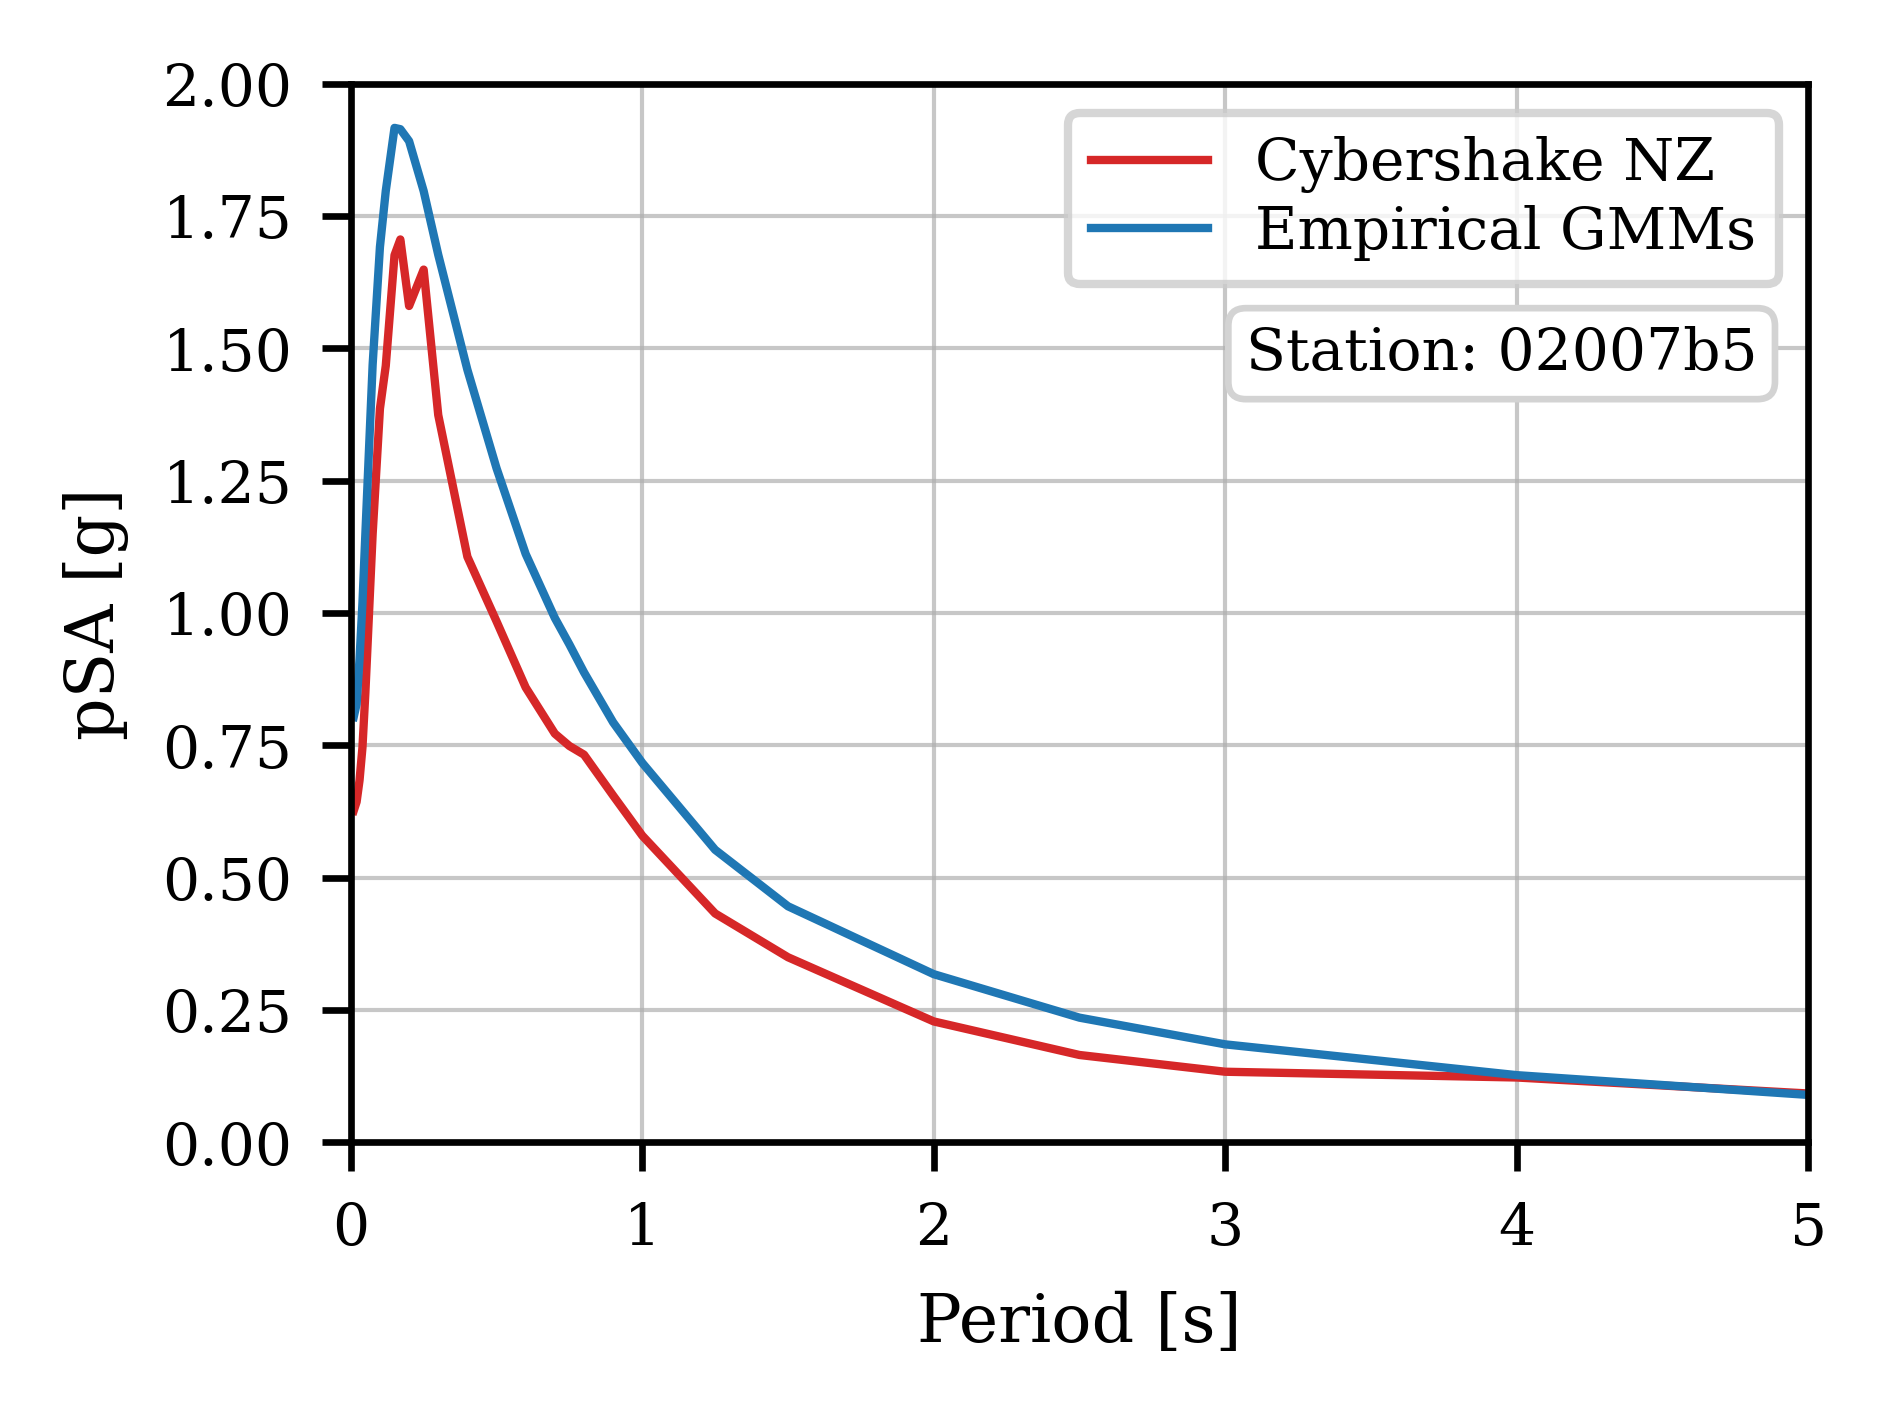 2.00
1.75
1.50
1.25
1.00
0.75
0.50
0.25
0.00
pSA [g]
Cybershake NZ
Empirical GMMs
Station: 02007b5
0 1 2 3 4 5
Period [s]